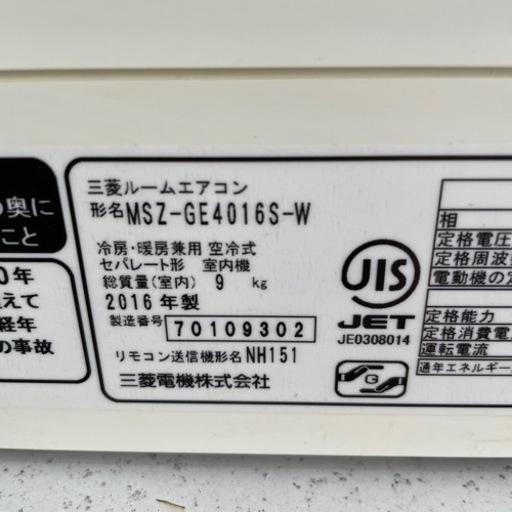 の奥に
こと
0年
超えて
経年
の事故
三菱ルームエアコン
形名 MSZ-GE4016S-W
冷房・暖房兼用 空冷式
セパレート形 室内機
総質量(室内) 9 kg
2016 年製
製造番号 70109302
リモコン送信機形名 NH151
三菱電機株式会社
JIS
JET
JE0308014
G
相
定格電圧
定格周波数
電動機の定
定格能力
定格消費電
運転電流
通年エネルギー